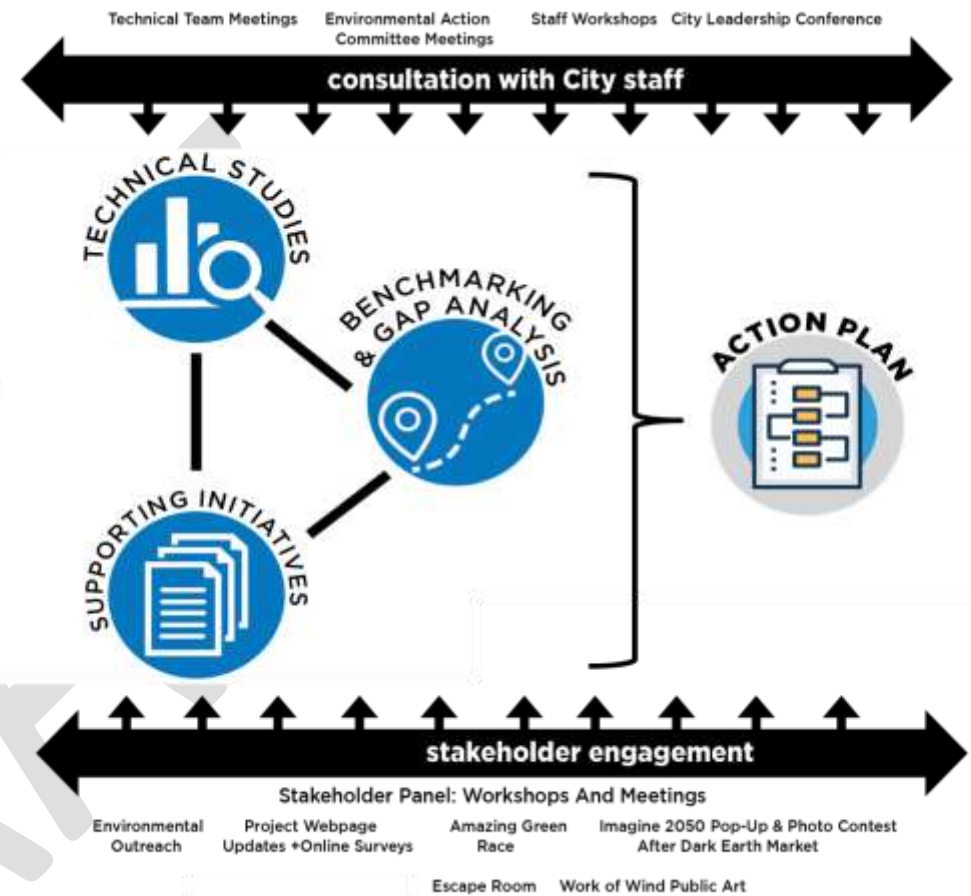 Technical Team Meetings Environmental Action Staff Workshops City Leadership Conference
Committee Meetings
consultation with City staff
TECHNICAL STUDIES
BENCHMARKING
& GAP ANALYSIS
ACTION PLAN
SUPPORTING INITIATIVES
stakeholder engagement
Stakeholder Panel: Workshops And Meetings
Environmental Project Webpage Amazing Green Imagine 2050 Pop-Up & Photo Contest
Outreach Updates +Online Surveys Race After Dark Earth Market
Escape Room Work of Wind Public Art